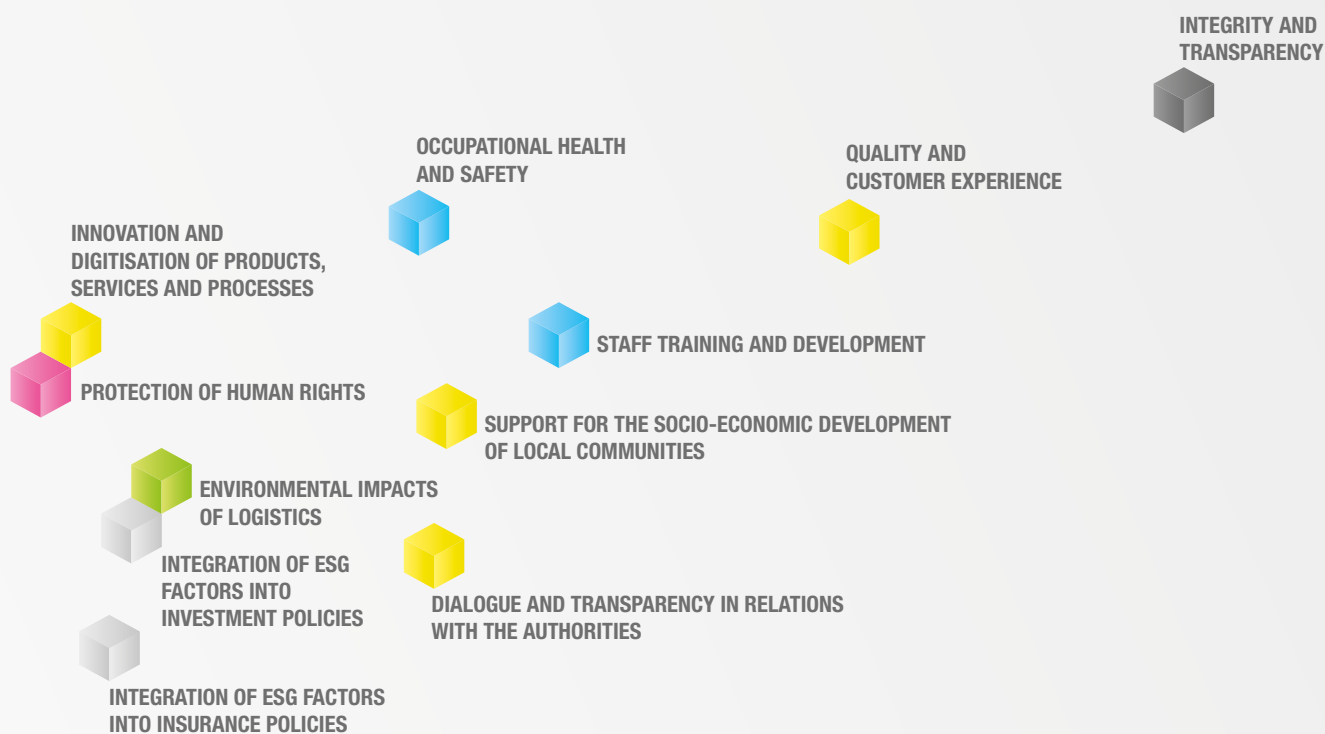 INTEGRITY AND
TRANSPARENCY
OCCUPATIONAL HEALTH
AND SAFETY
QUALITY AND
CUSTOMER EXPERIENCE
INNOVATION AND
DIGITISATION OF PRODUCTS,
SERVICES AND PROCESSES
STAFF TRAINING AND DEVELOPMENT
PROTECTION OF HUMAN RIGHTS
SUPPORT FOR THE SOCIO-ECONOMIC DEVELOPMENT
OF LOCAL COMMUNITIES
ENVIRONMENTAL IMPACTS
OF LOGISTICS
INTEGRATION OF ESG
FACTORS INTO
INVESTMENT POLICIES
DIALOGUE AND TRANSPARENCY IN RELATIONS
WITH THE AUTHORITIES
INTEGRATION OF ESG FACTORS
INTO INSURANCE POLICIES